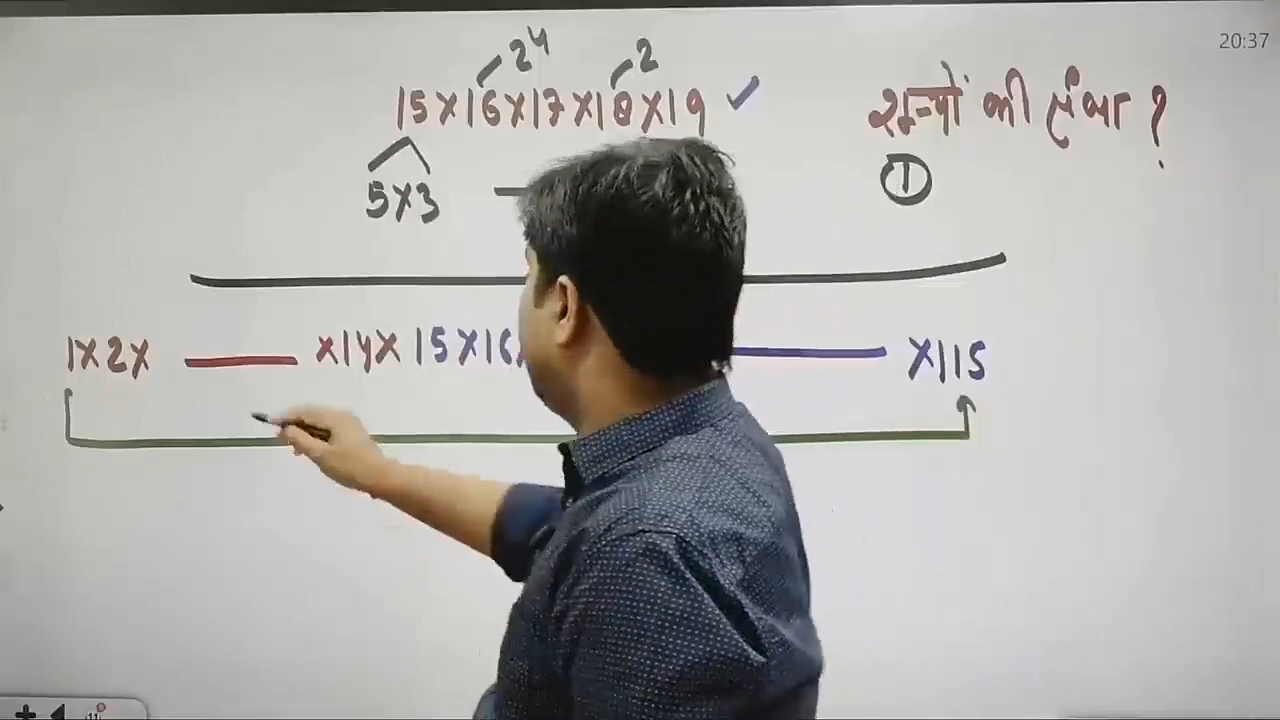 20:37
2⁴ 2
15×16×17×18×19 ✓ शून्यों की संख्या ?
5×3 ①
1×2× —— ×14× 15×16 —— ×115